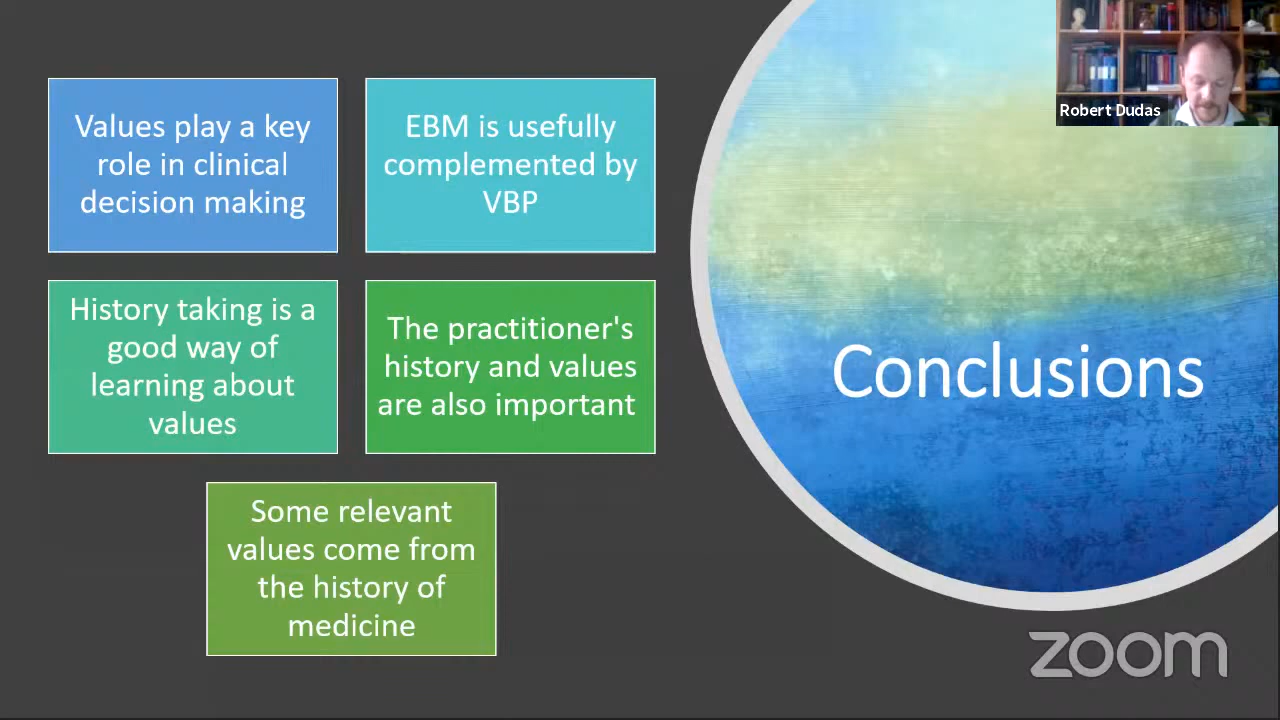 Values play a key
role in clinical
decision making
EBM is usefully
complemented by
VBP
History taking is a
good way of
learning about
values
The practitioner's
history and values
are also important
Some relevant
values come from
the history of
medicine
Conclusions
Robert Dudas
zoom